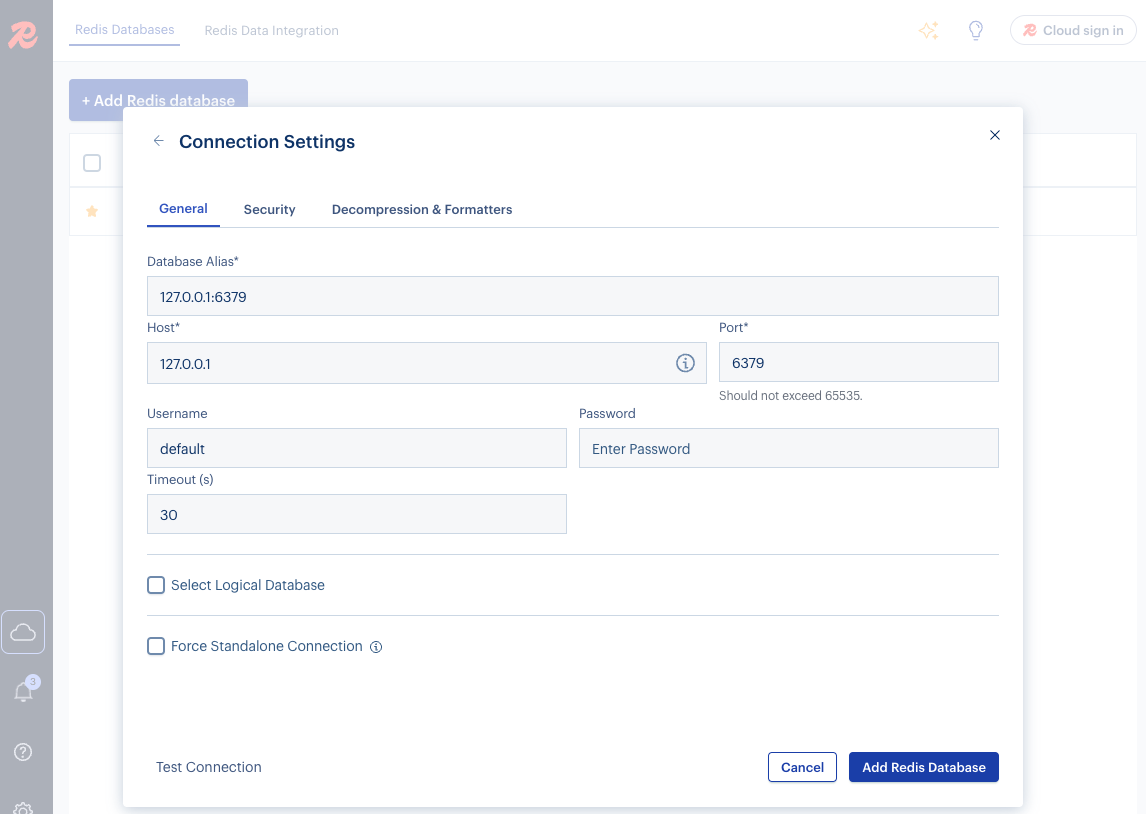 Redis Databases Redis Data Integration Cloud sign in
+ Add Redis database
Connection Settings
General Security Decompression & Formatters
Database Alias*
127.0.0.1:6379
Host* Port*
127.0.0.1 6379
Should not exceed 65535.
Username Password
default Enter Password
Timeout (s)
30
Select Logical Database
Force Standalone Connection
3
Test Connection Cancel Add Redis Database